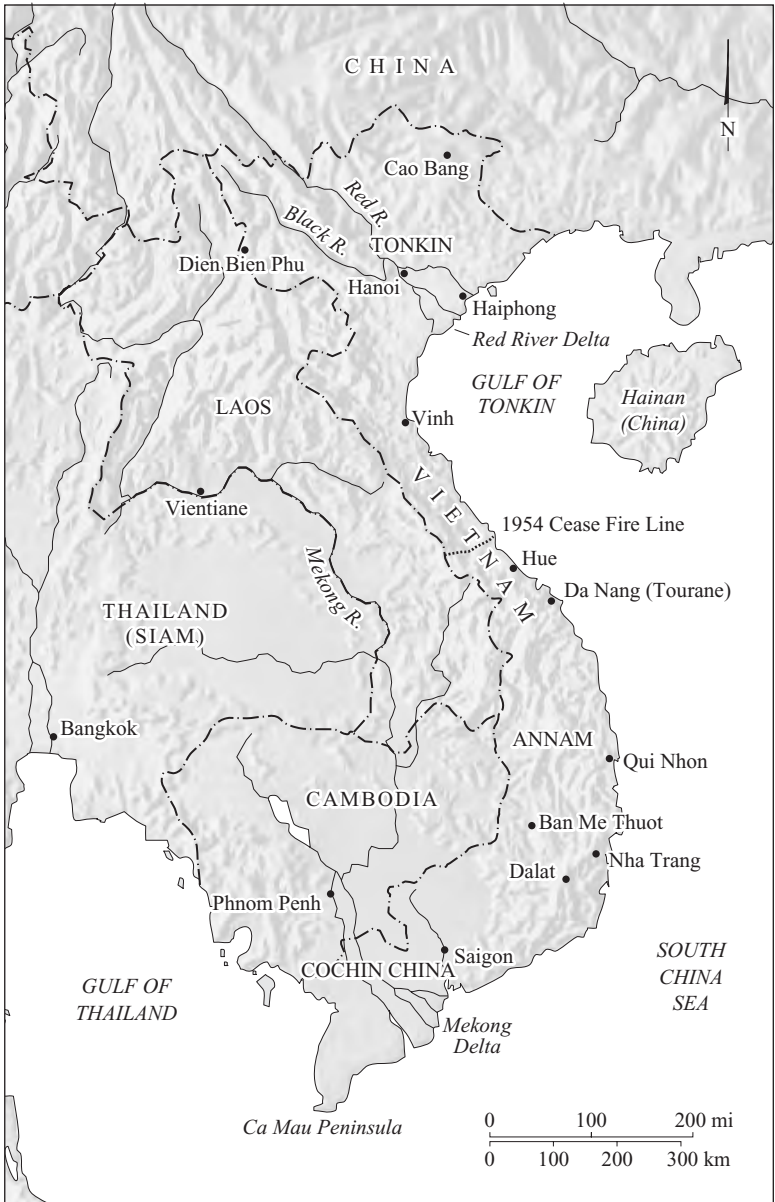 CHINA
N
Cao Bang
Red R.
Black R.
TONKIN
Dien Bien Phu
Hanoi
Haiphong
Red River Delta
GULF OF
TONKIN
Hainan
(China)
LAOS
Vinh
VIETNAM
Vientiane
1954 Cease Fire Line
Hue
Mekong R.
Da Nang (Tourane)
THAILAND
(SIAM)
Bangkok
ANNAM
Qui Nhon
CAMBODIA
Ban Me Thuot
Nha Trang
Dalat
Phnom Penh
Saigon
COCHIN CHINA
SOUTH
CHINA
SEA
GULF OF
THAILAND
Mekong
Delta
Ca Mau Peninsula
0 100 200 mi
0 100 200 300 km